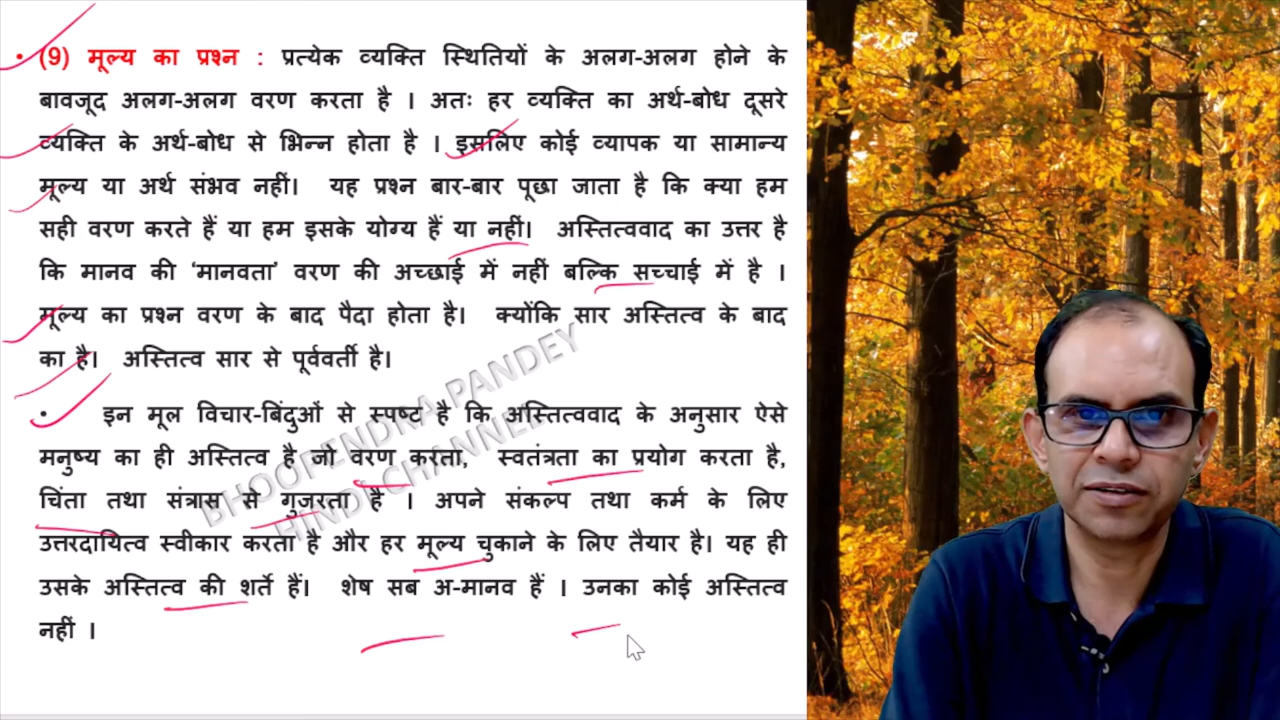 • (9) मूल्य का प्रश्न : प्रत्येक व्यक्ति स्थितियों के अलग-अलग होने के
बावजूद अलग-अलग वरण करता है । अतः हर व्यक्ति का अर्थ-बोध दूसरे
व्यक्ति के अर्थ-बोध से भिन्न होता है । इसलिए कोई व्यापक या सामान्य
मूल्य या अर्थ संभव नहीं। यह प्रश्न बार-बार पूछा जाता है कि क्या हम
सही वरण करते हैं या हम इसके योग्य हैं या नहीं। अस्तित्ववाद का उत्तर है
कि मानव की ‘मानवता’ वरण की अच्छाई में नहीं बल्कि सच्चाई में है ।
मूल्य का प्रश्न वरण के बाद पैदा होता है। क्योंकि सार अस्तित्व के बाद
का है। अस्तित्व सार से पूर्ववर्ती है।
• इन मूल विचार-बिंदुओं से स्पष्ट है कि अस्तित्ववाद के अनुसार ऐसे
मनुष्य का ही अस्तित्व है जो वरण करता, स्वतंत्रता का प्रयोग करता है,
चिंता तथा संत्रास से गुजरता है । अपने संकल्प तथा कर्म के लिए
उत्तरदायित्व स्वीकार करता है और हर मूल्य चुकाने के लिए तैयार है। यह ही
उसके अस्तित्व की शर्ते हैं। शेष सब अ-मानव हैं । उनका कोई अस्तित्व
नहीं ।
BHOOPENDRA PANDEY
HINDI CHANNEL